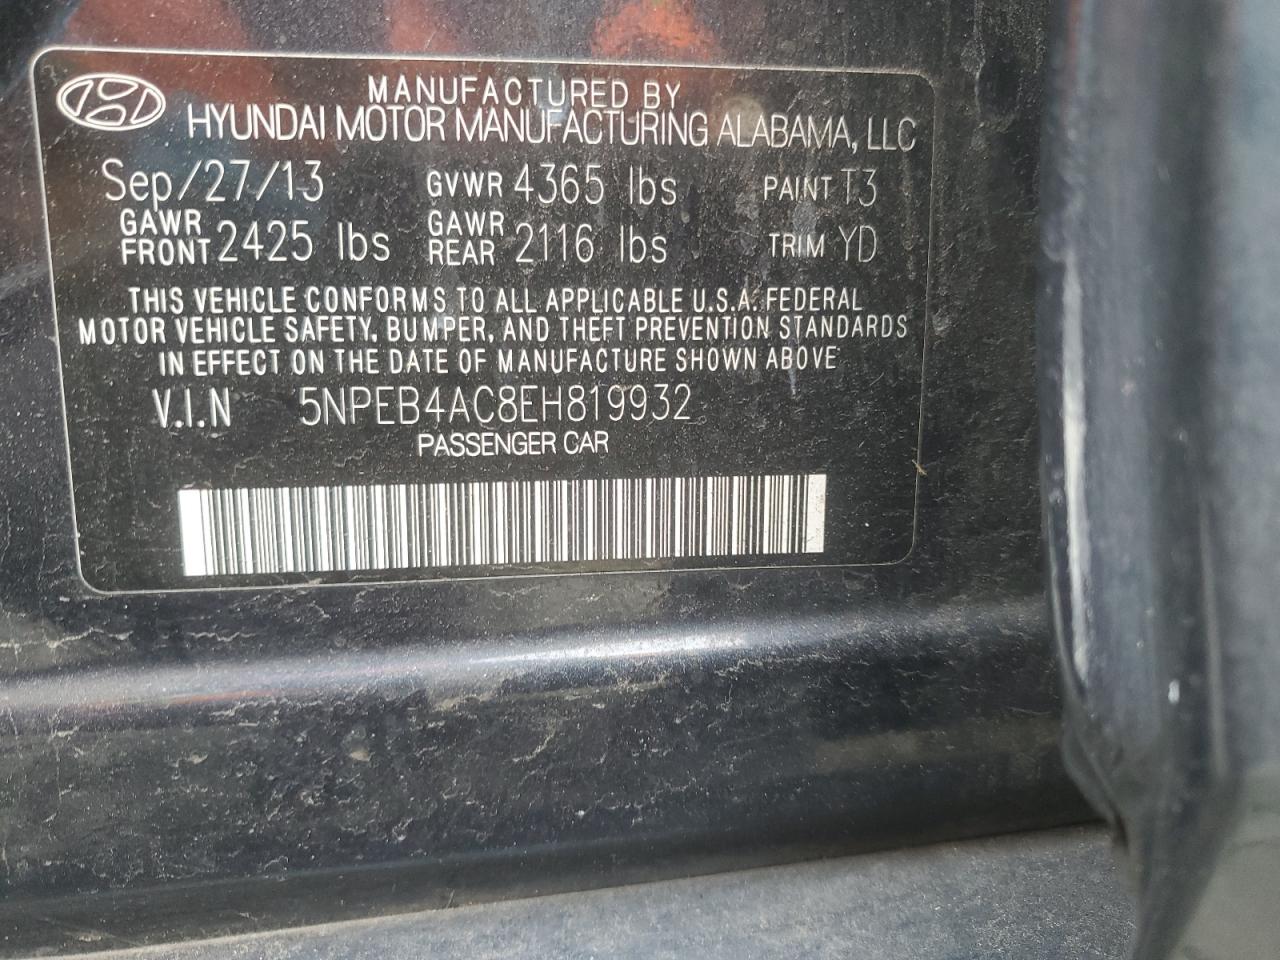 MANUFACTURED BY
HYUNDAI MOTOR MANUFACTURING ALABAMA, LLC
Sep/27/13 GVWR 4365 lbs PAINT T3
GAWR FRONT 2425 lbs GAWR REAR 2116 lbs TRIM YD
THIS VEHICLE CONFORMS TO ALL APPLICABLE U.S.A. FEDERAL
MOTOR VEHICLE SAFETY, BUMPER, AND THEFT PREVENTION STANDARDS
IN EFFECT ON THE DATE OF MANUFACTURE SHOWN ABOVE
V.I.N 5NPEB4AC8EH819932
PASSENGER CAR